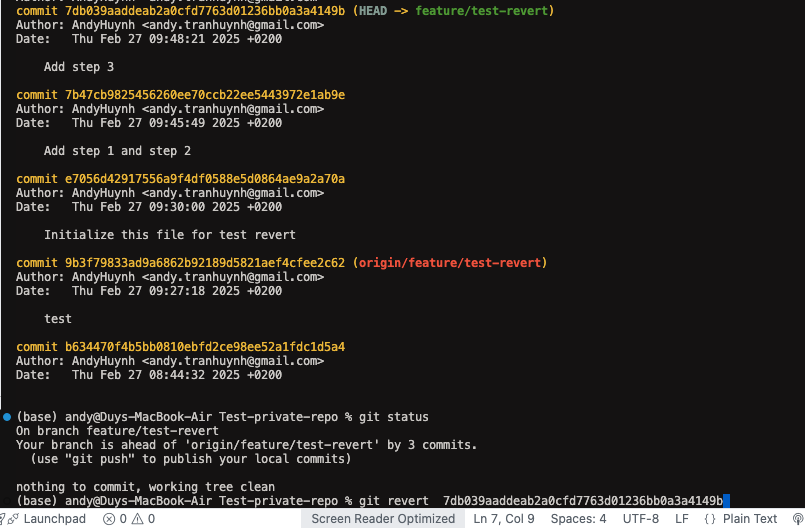 commit 7db039aaddeab2a0cfd7763d01236bb0a3a4149b (HEAD -> feature/test-revert)
Author: AndyHuynh <andy.tranhuynh@gmail.com>
Date:   Thu Feb 27 09:48:21 2025 +0200
Add step 3
commit 7b47cb9825456260ee70ccb22ee5443972e1ab9e
Author: AndyHuynh <andy.tranhuynh@gmail.com>
Date:   Thu Feb 27 09:45:49 2025 +0200
Add step 1 and step 2
commit e7056d42917556a9f4df0588e5d0864ae9a2a70a
Author: AndyHuynh <andy.tranhuynh@gmail.com>
Date:   Thu Feb 27 09:30:00 2025 +0200
Initialize this file for test revert
commit 9b3f79833ad9a6862b92189d5821aef4cfee2c62 (origin/feature/test-revert)
Author: AndyHuynh <andy.tranhuynh@gmail.com>
Date:   Thu Feb 27 09:27:18 2025 +0200
test
commit b634470f4b5bb0810ebfd2ce98ee52a1fdc1d5a4
Author: AndyHuynh <andy.tranhuynh@gmail.com>
Date:   Thu Feb 27 08:44:32 2025 +0200
(base) andy@Duys-MacBook-Air Test-private-repo % git status
On branch feature/test-revert
Your branch is ahead of 'origin/feature/test-revert' by 3 commits.
(use "git push" to publish your local commits)
nothing to commit, working tree clean
(base) andy@Duys-MacBook-Air Test-private-repo % git revert  7db039aaddeab2a0cfd7763d01236bb0a3a4149b
Launchpad 0 0 Screen Reader Optimized Ln 7, Col 9 Spaces: 4 UTF-8 LF {} Plain Text